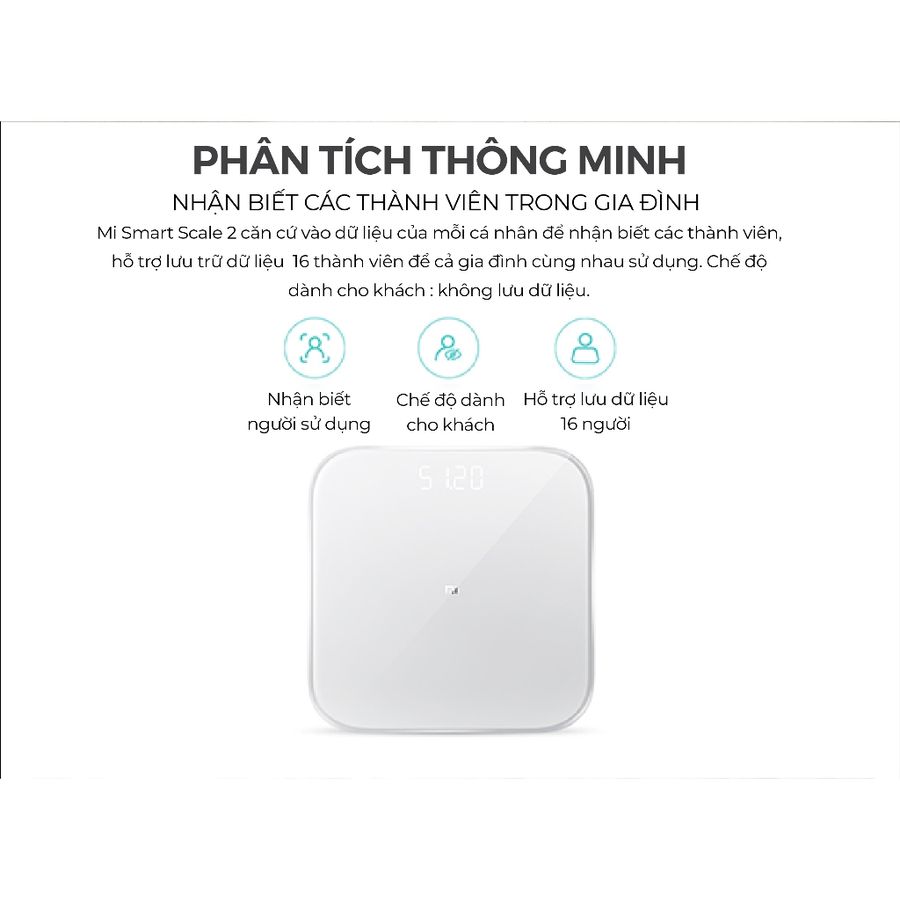 PHÂN TÍCH THÔNG MINH
NHẬN BIẾT CÁC THÀNH VIÊN TRONG GIA ĐÌNH
Mi Smart Scale 2 căn cứ vào dữ liệu của mỗi cá nhân để nhận biết các thành viên,
hỗ trợ lưu trữ dữ liệu 16 thành viên để cả gia đình cùng nhau sử dụng. Chế độ
dành cho khách : không lưu dữ liệu.
Nhận biết
người sử dụng
Chế độ dành
cho khách
Hỗ trợ lưu dữ liệu
16 người
51.20